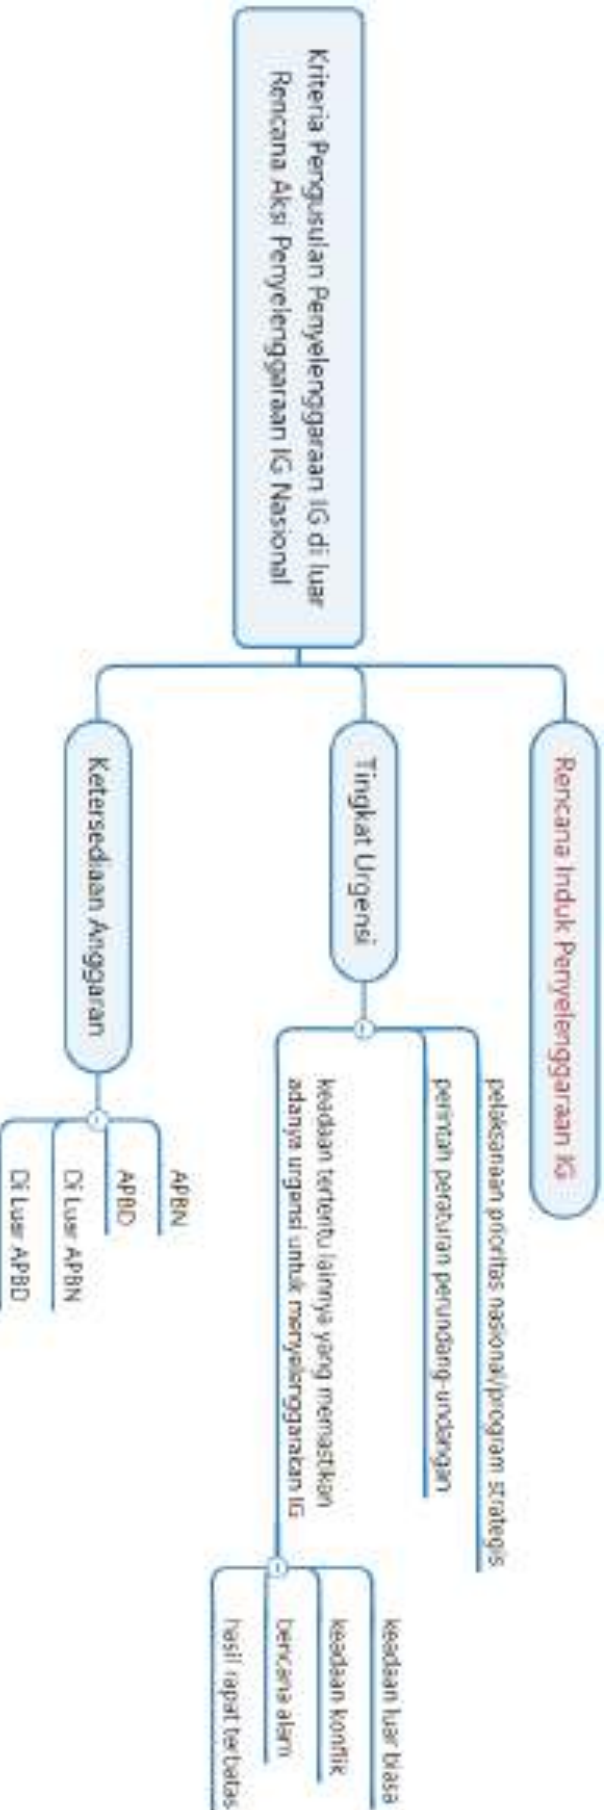 Kriteria Pengusulan Penyelenggaraan IG di luar
Rencana Aksi Penyelenggaraan IG Nasional
Rencana Induk Penyelenggaraan IG
Tingkat Urgensi
pelaksanaan prioritas nasional/program strategis
perintah peraturan perundang-undangan
keadaan tertentu lainnya yang memastikan
adanya urgensi untuk menyelenggarakan IG
keadaan luar biasa
keadaan konflik
bencana alam
hasil rapat terbatas
Ketersediaan Anggaran
APBN
APBD
Di Luar APBN
Di Luar APBD